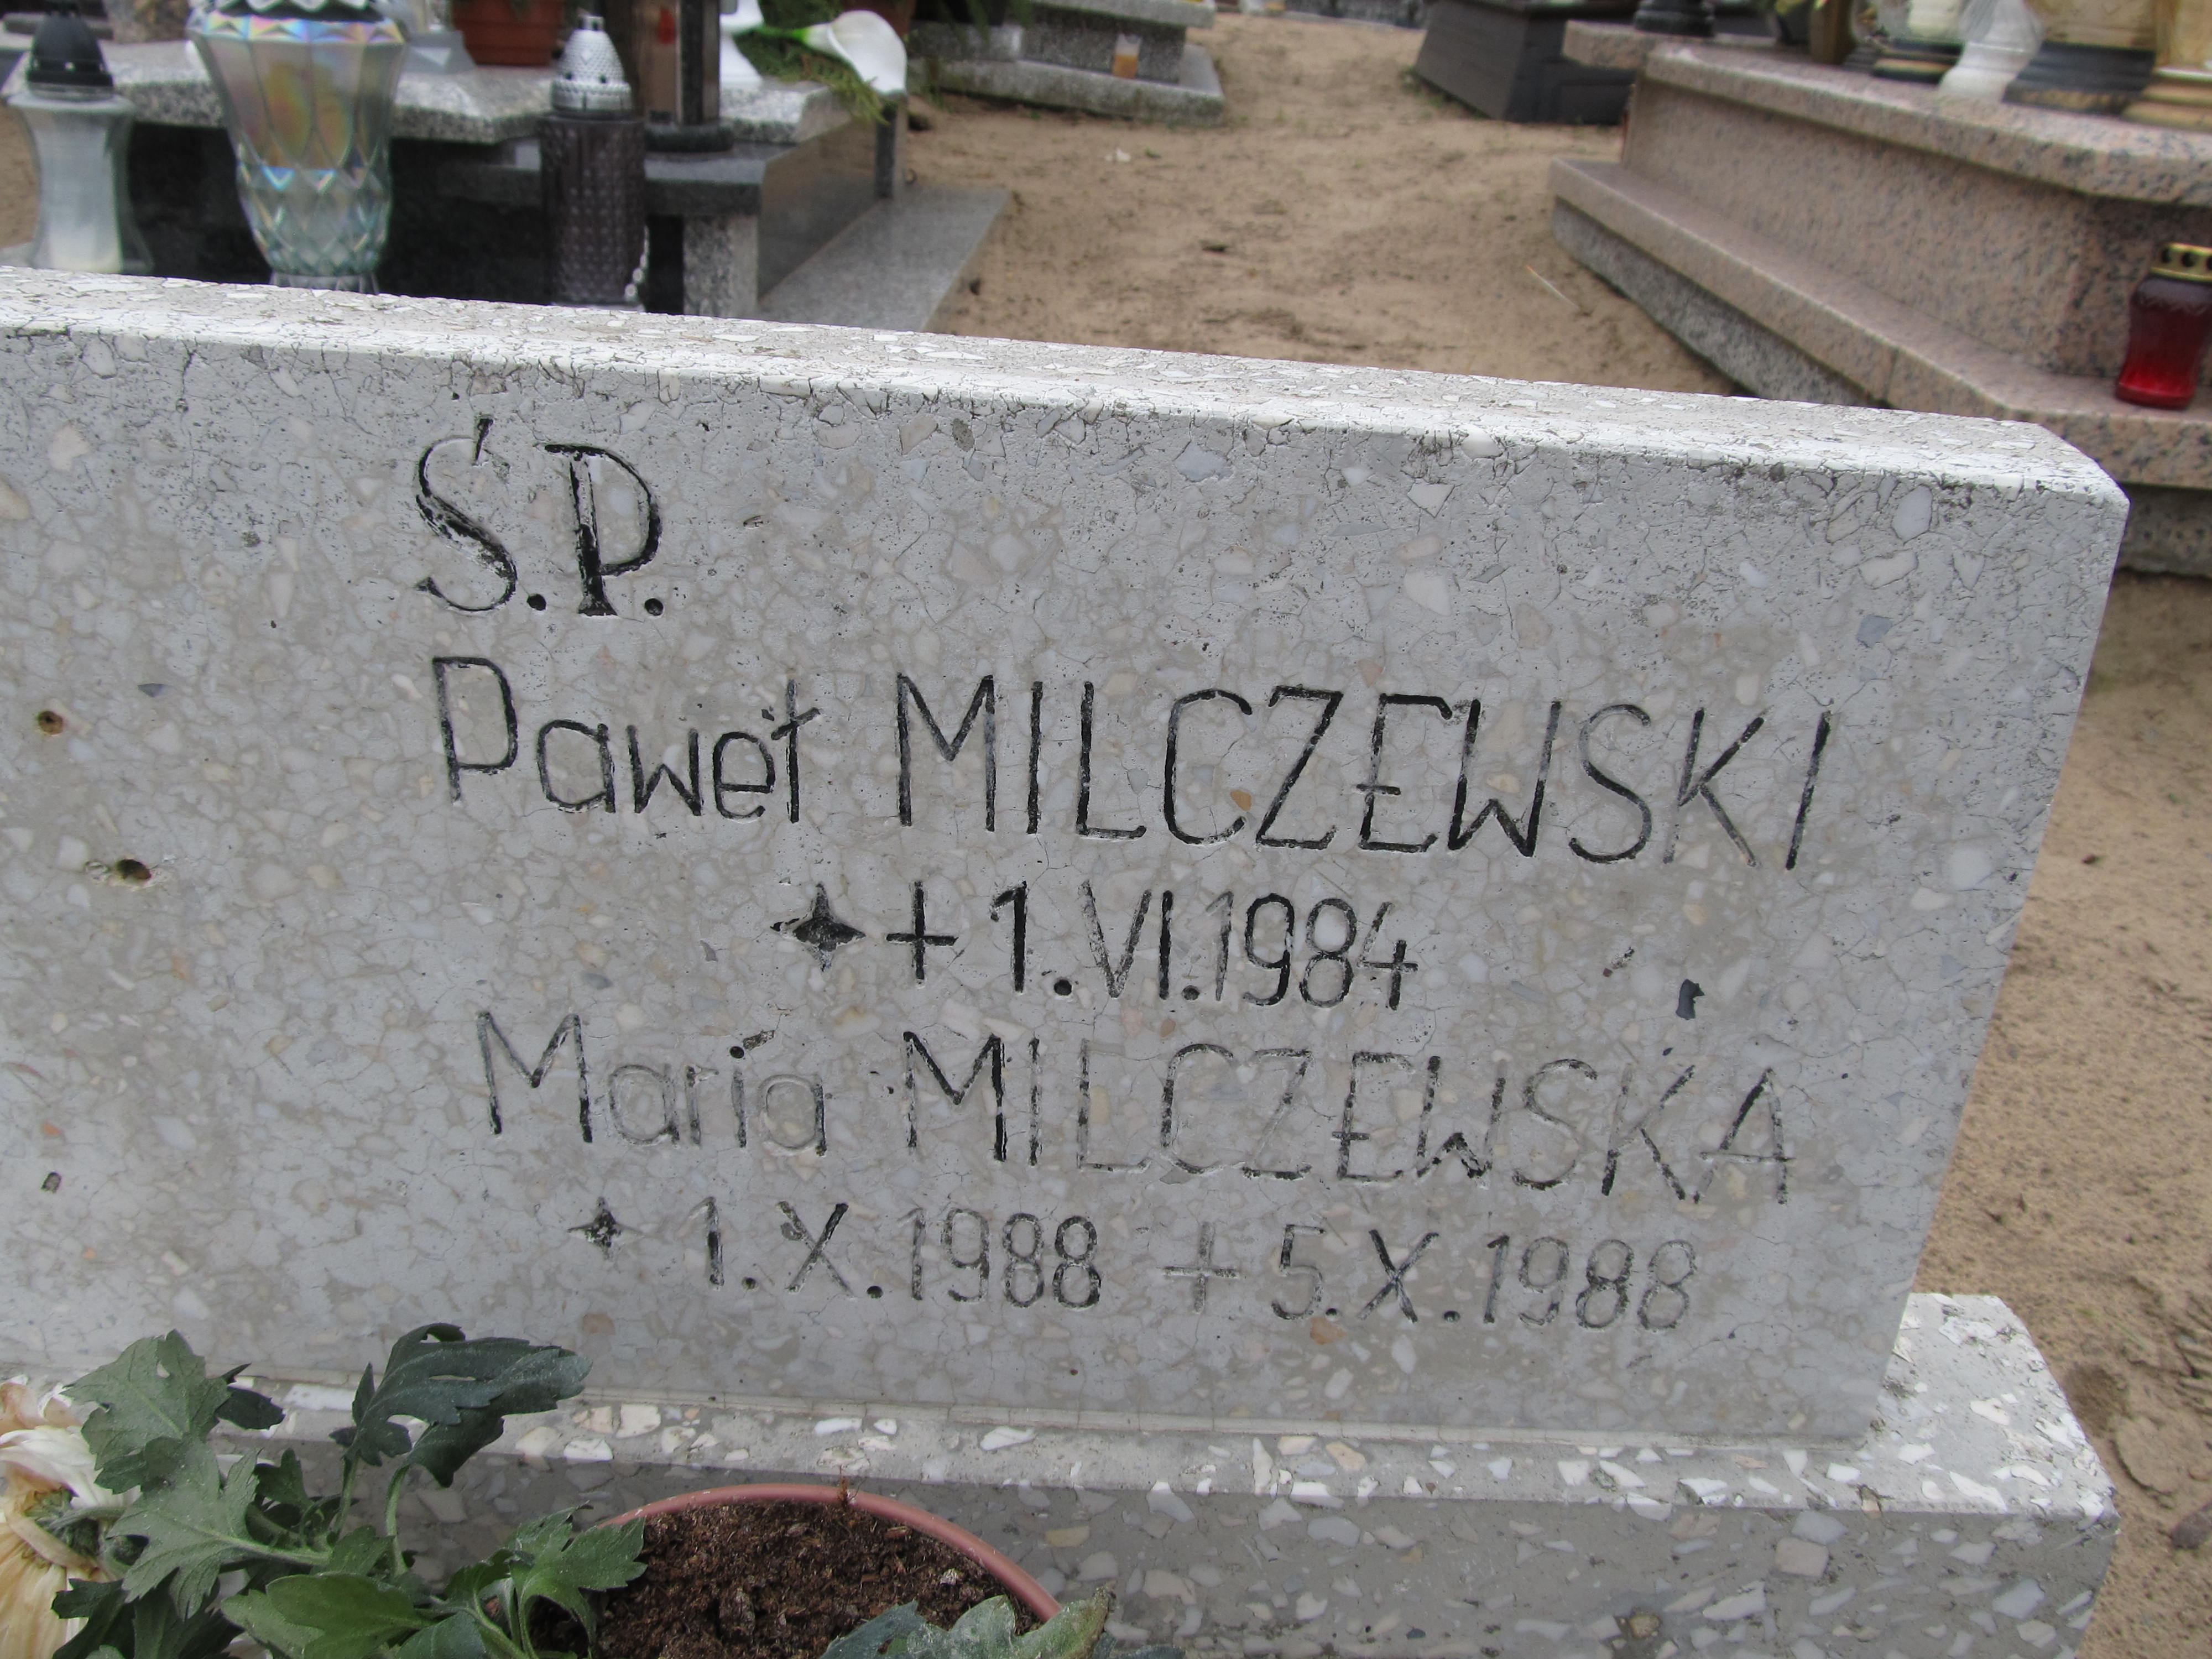 Ś.P.
Paweł MILCZEWSKI
✦ + 1.VI.1984
Maria MILCZEWSKA
✦ 1.X.1988 + 5.X.1988